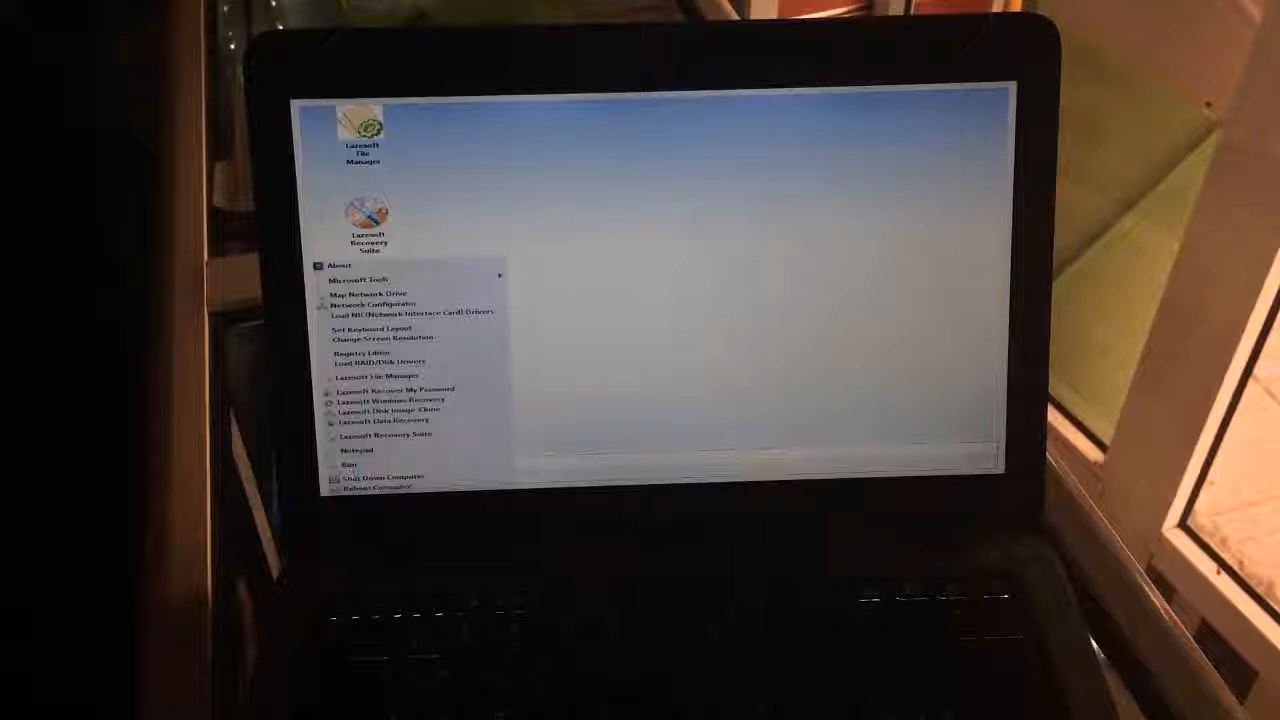 Lazesoft
File
Manager
Lazesoft
Recovery
Suite
About
Microsoft Tools
Map Network Drive
Network Configurator
Load NIC(Network Interface Card) Drivers
Set Keyboard Layout
Change Screen Resolution
Registry Editor
Load RAID/Disk Drivers
Lazesoft File Manager
Lazesoft Recover My Password
Lazesoft Windows Recovery
Lazesoft Disk Image Clone
Lazesoft Data Recovery
Lazesoft Recovery Suite
Notepad
Run
Shut Down Computer
Reboot Computer